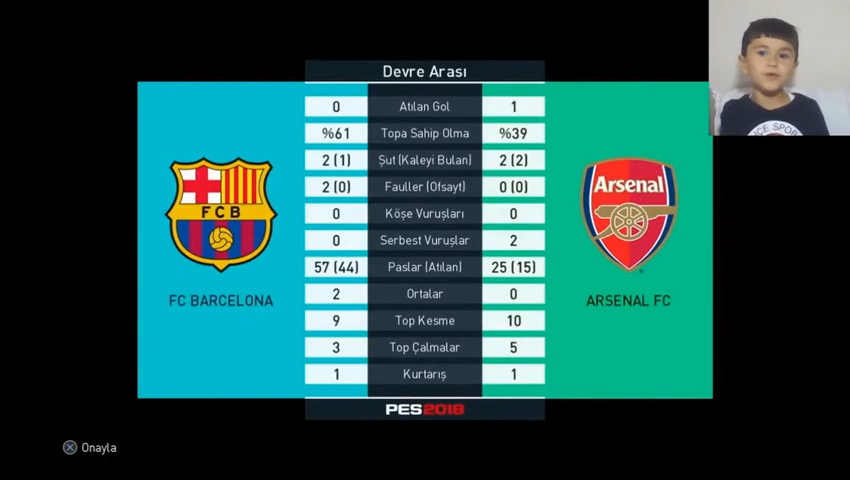 Devre Arası
0 Atılan Gol 1
%61 Topa Sahip Olma %39
2 (1) Şut (Kaleyi Bulan) 2 (2)
2 (0) Fauller (Ofsayt) 0 (0)
0 Köşe Vuruşları 0
0 Serbest Vuruşlar 2
57 (44) Paslar (Atılan) 25 (15)
2 Ortalar 0
9 Top Kesme 10
3 Top Çalmalar 5
1 Kurtarış 1
FCB
FC BARCELONA
Arsenal
ARSENAL FC
PES2018
Onayla